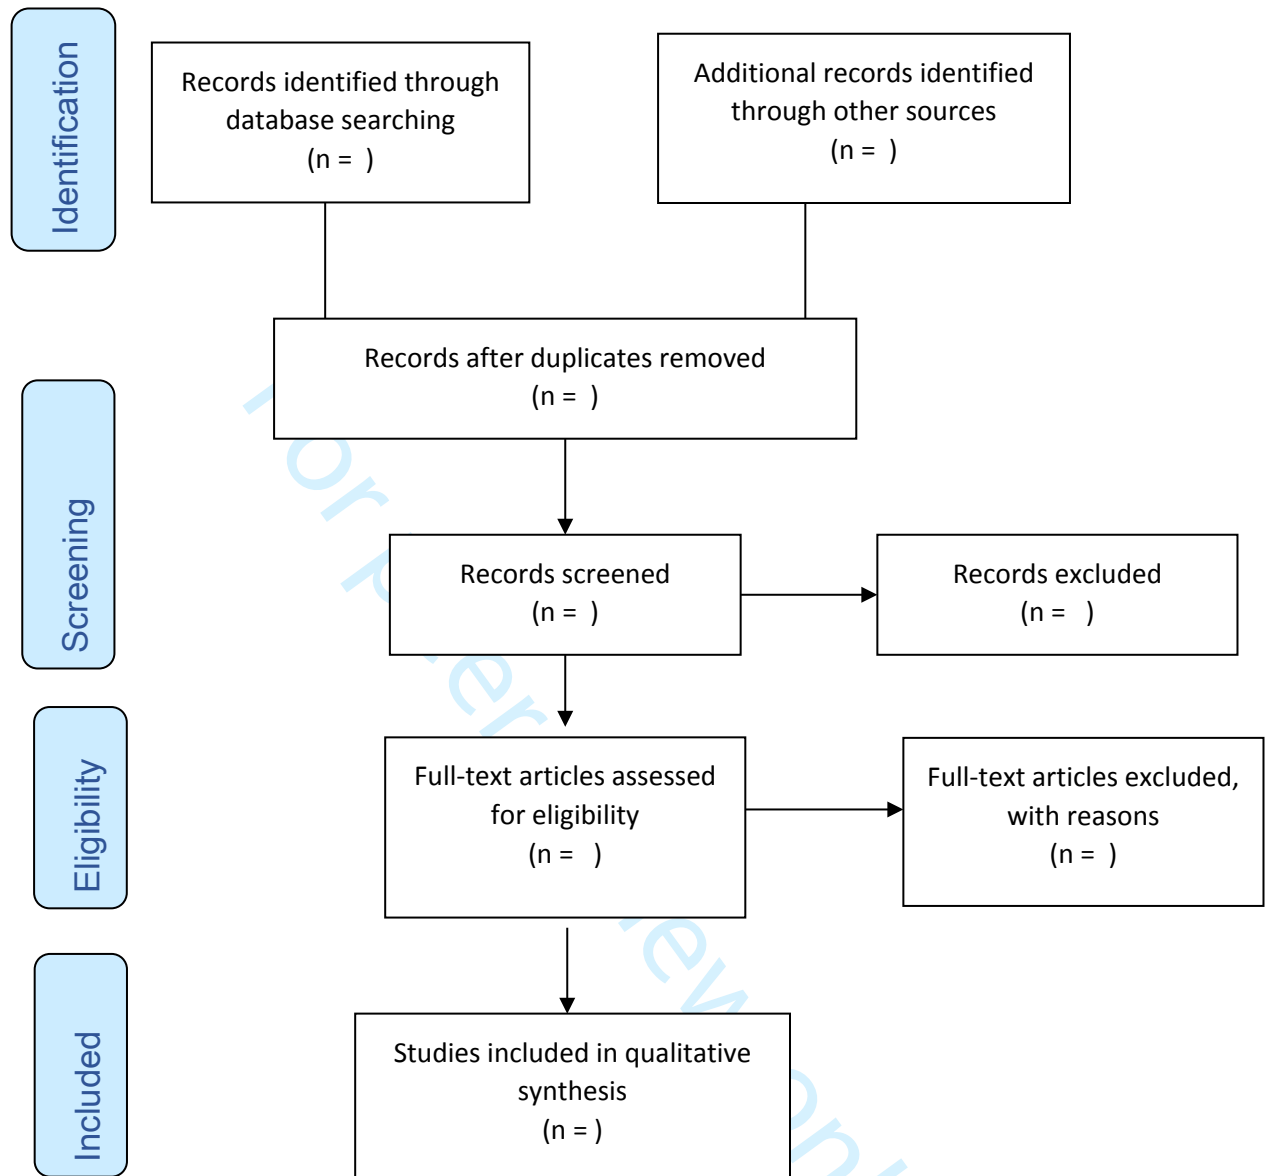 Identification
Records identified through
database searching
(n =  )
Additional records identified
through other sources
(n =  )
Records after duplicates removed
(n =  )
Screening
Records screened
(n =  )
Records excluded
(n =   )
Eligibility
Full-text articles assessed
for eligibility
(n =   )
Full-text articles excluded,
with reasons
(n =  )
Included
Studies included in qualitative
synthesis
(n = )